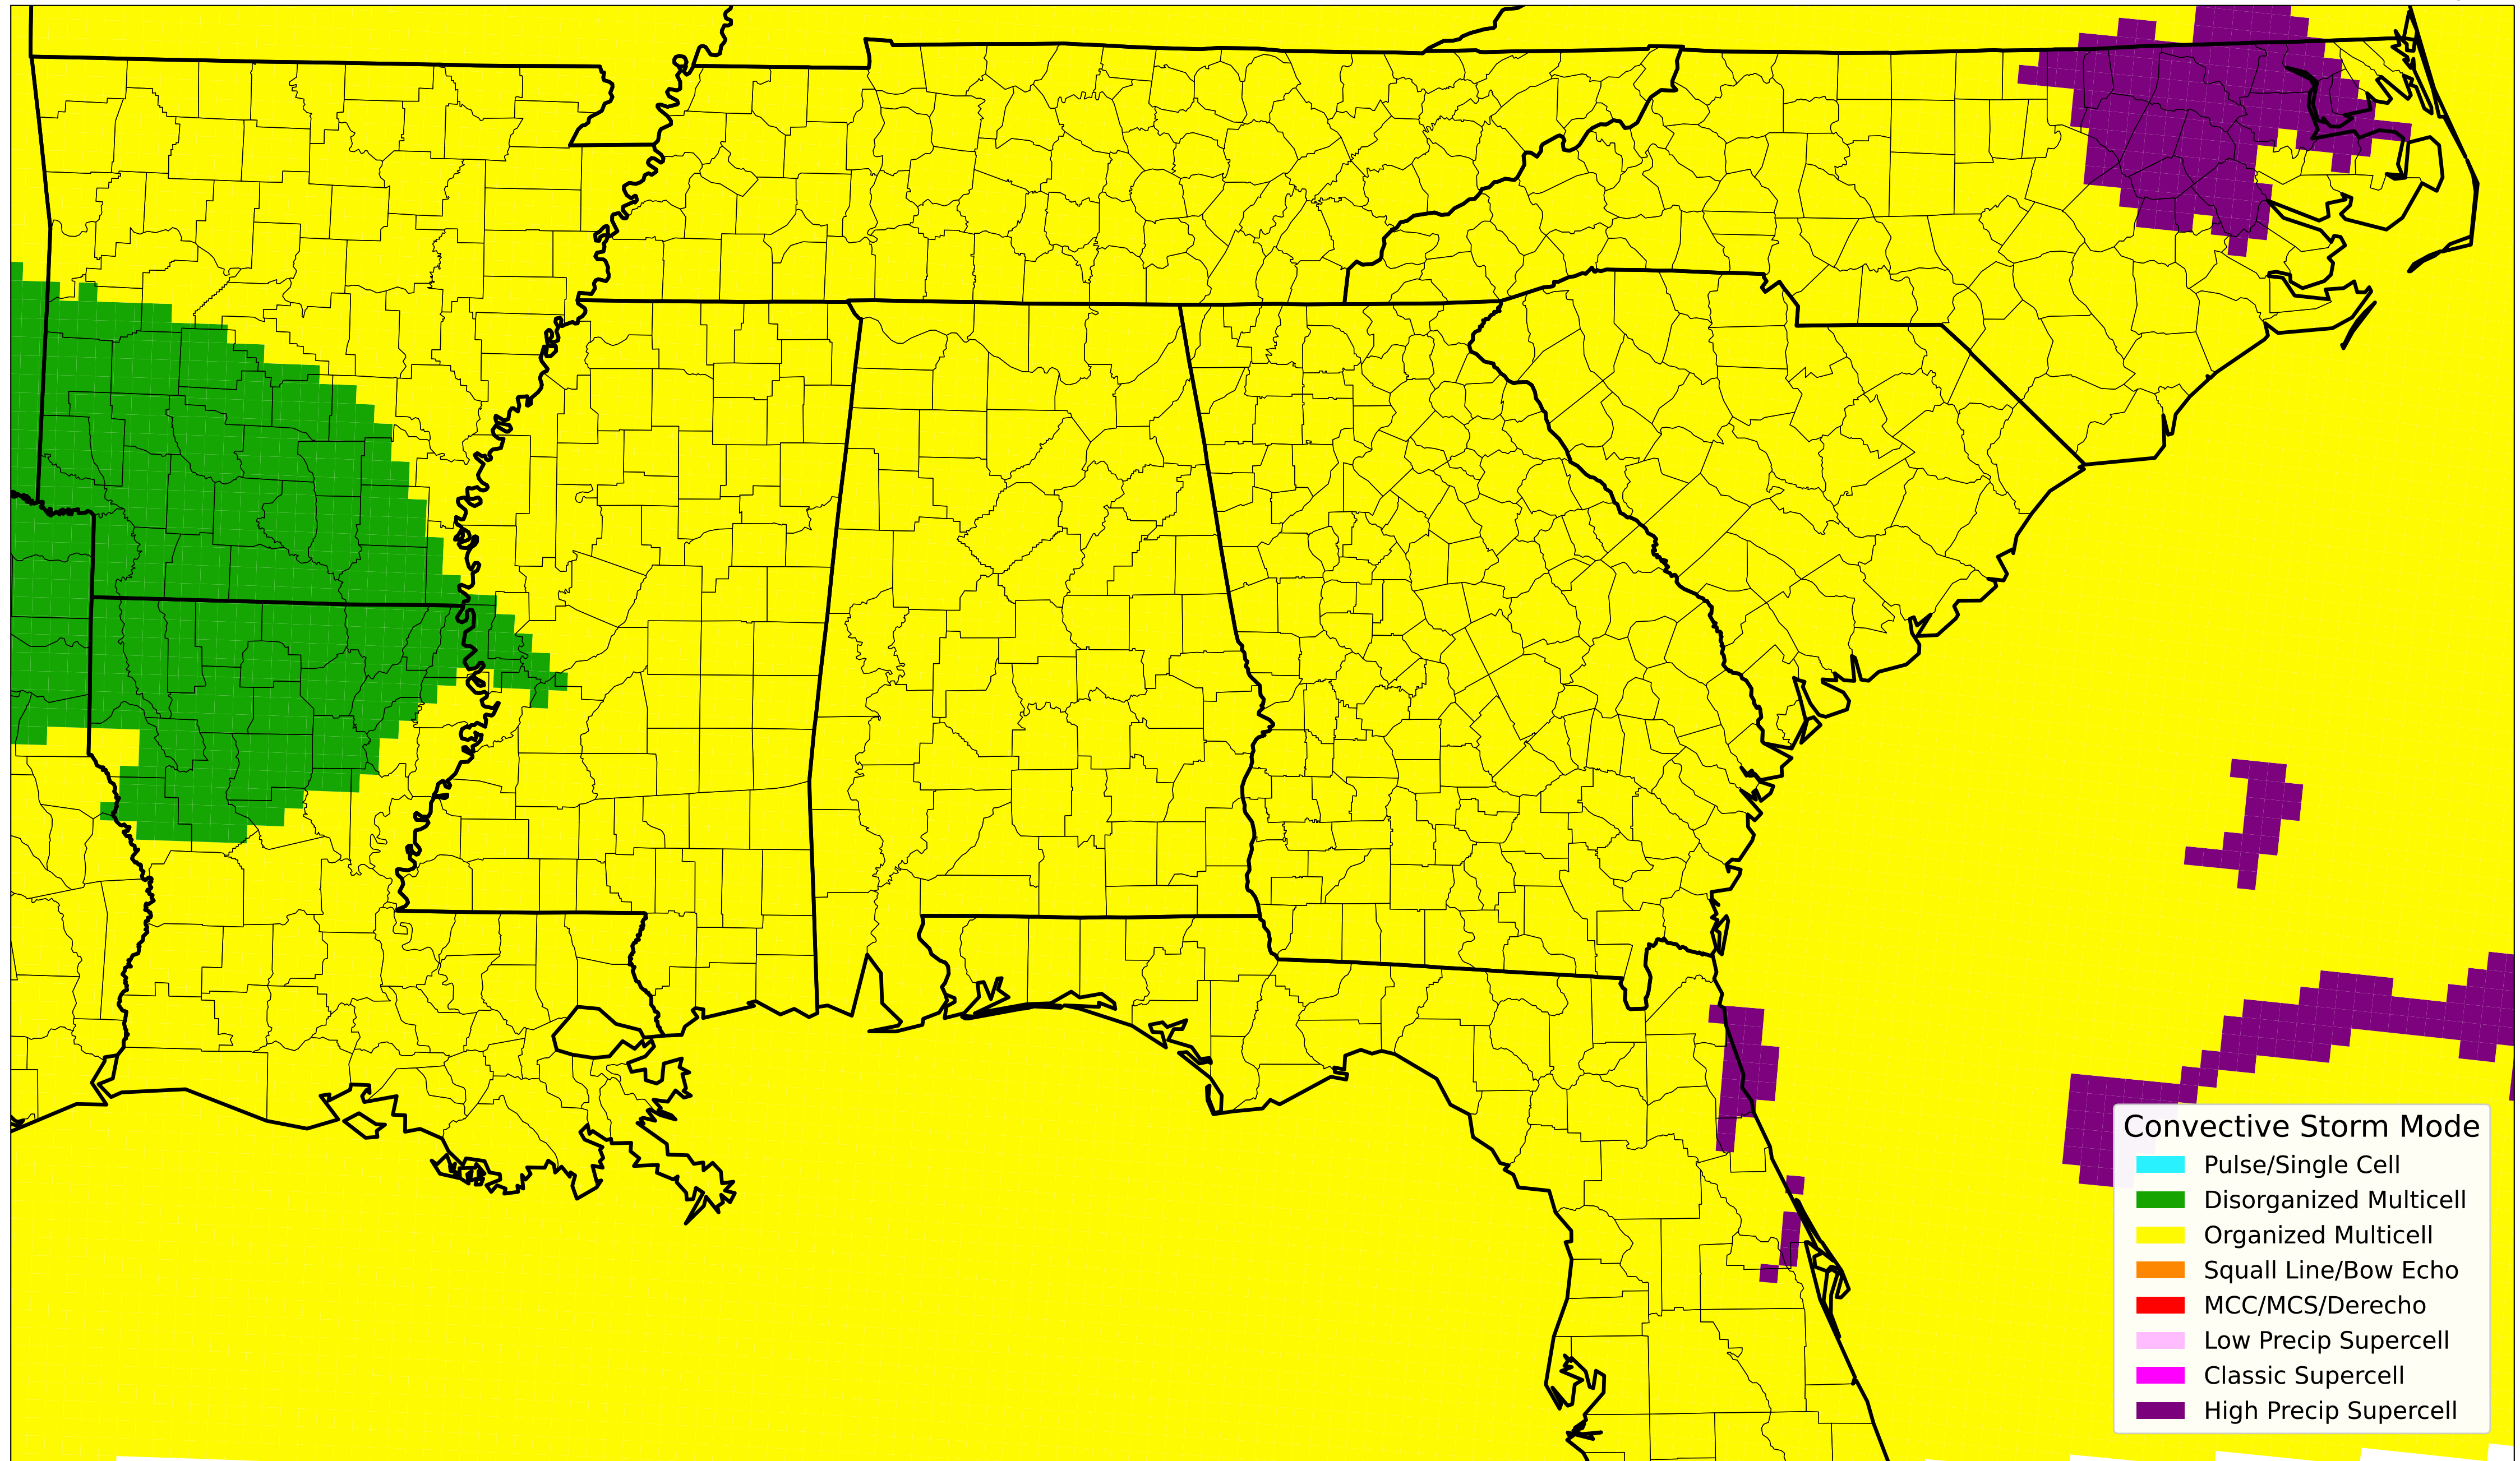 Convective Storm Mode
Pulse/Single Cell
Disorganized Multicell
Organized Multicell
Squall Line/Bow Echo
MCC/MCS/Derecho
Low Precip Supercell
Classic Supercell
High Precip Supercell